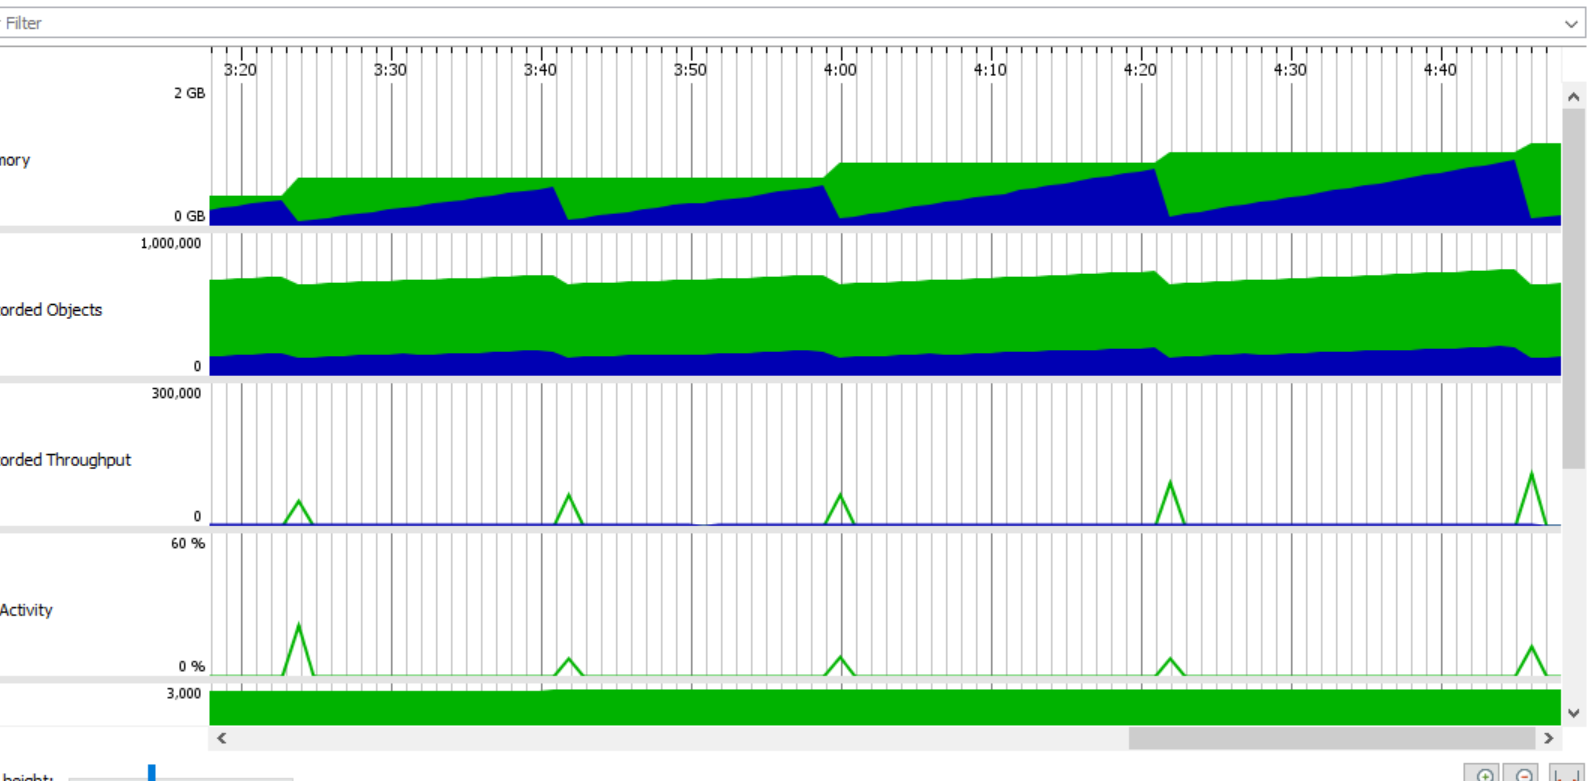 Filter
3:20 3:30 3:40 3:50 4:00 4:10 4:20 4:30 4:40
2 GB
mory
0 GB
1,000,000
orded Objects
0
300,000
orded Throughput
0
60 %
Activity
0 %
3,000
height: